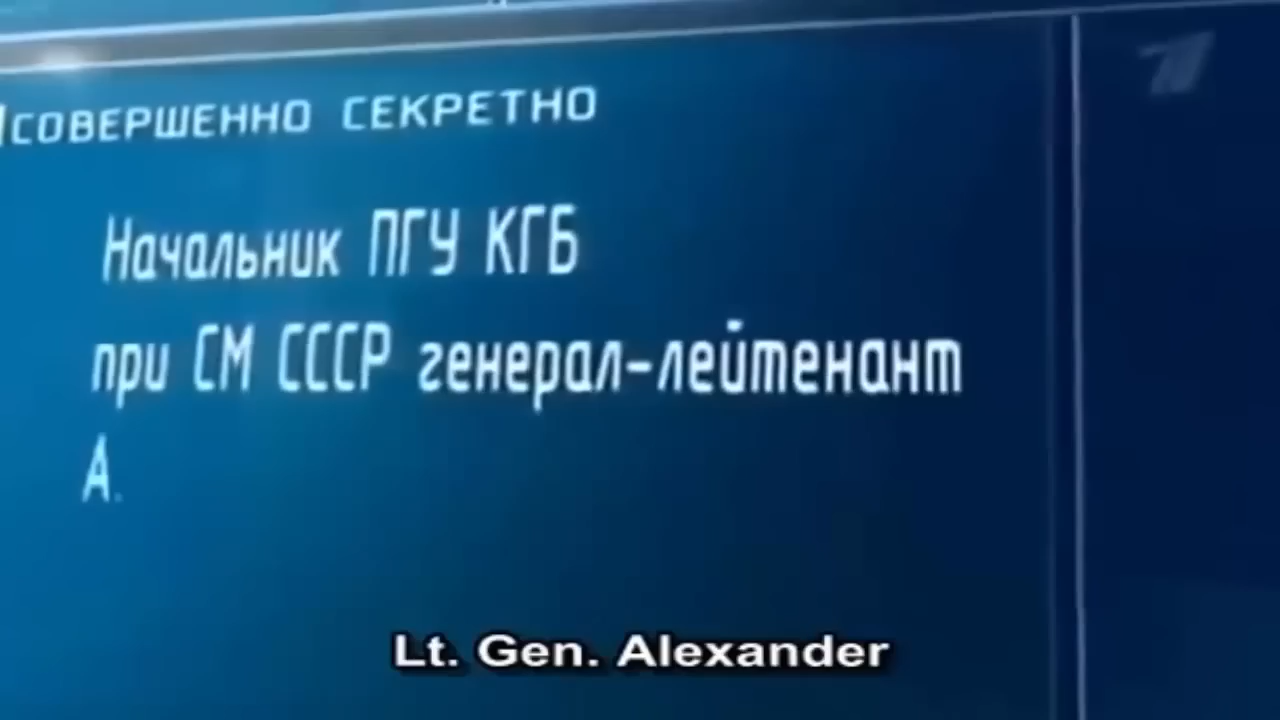 СОВЕРШЕННО СЕКРЕТНО
Начальник ПГУ КГБ
при СМ СССР генерал-лейтенант
А.
Lt. Gen. Alexander